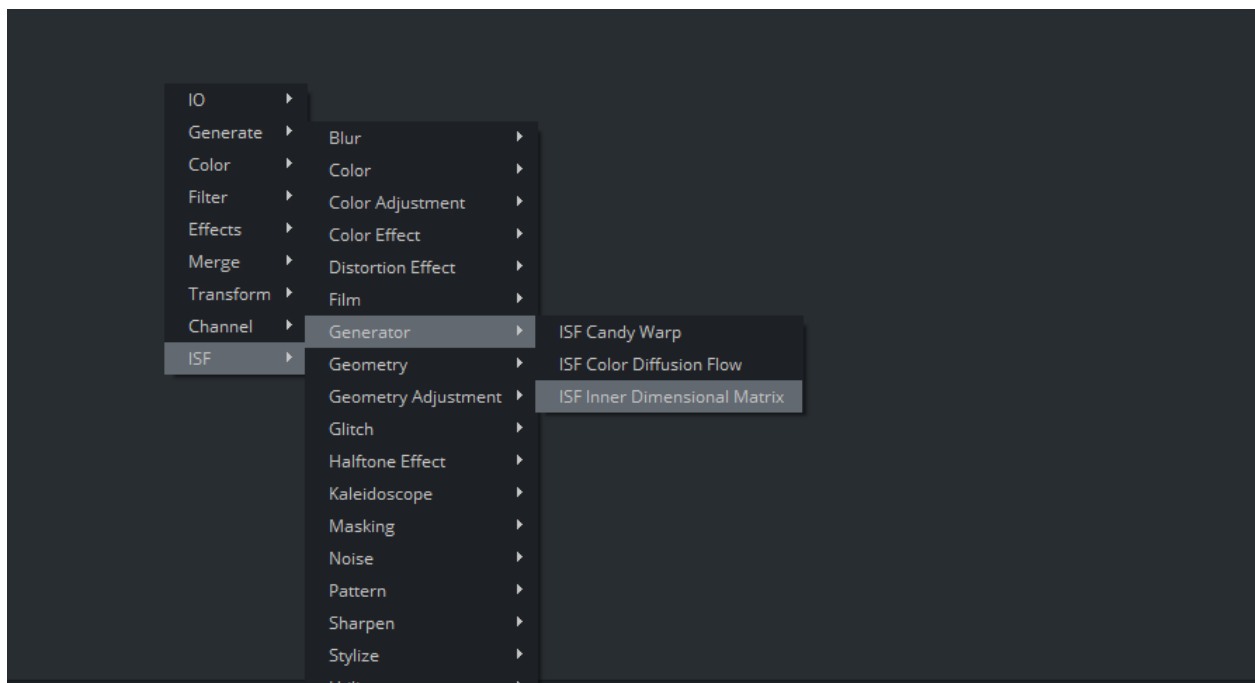 IO
Generate
Color
Filter
Effects
Merge
Transform
Channel
ISF
Blur
Color
Color Adjustment
Color Effect
Distortion Effect
Film
Generator
Geometry
Geometry Adjustment
Glitch
Halftone Effect
Kaleidoscope
Masking
Noise
Pattern
Sharpen
Stylize
ISF Candy Warp
ISF Color Diffusion Flow
ISF Inner Dimensional Matrix